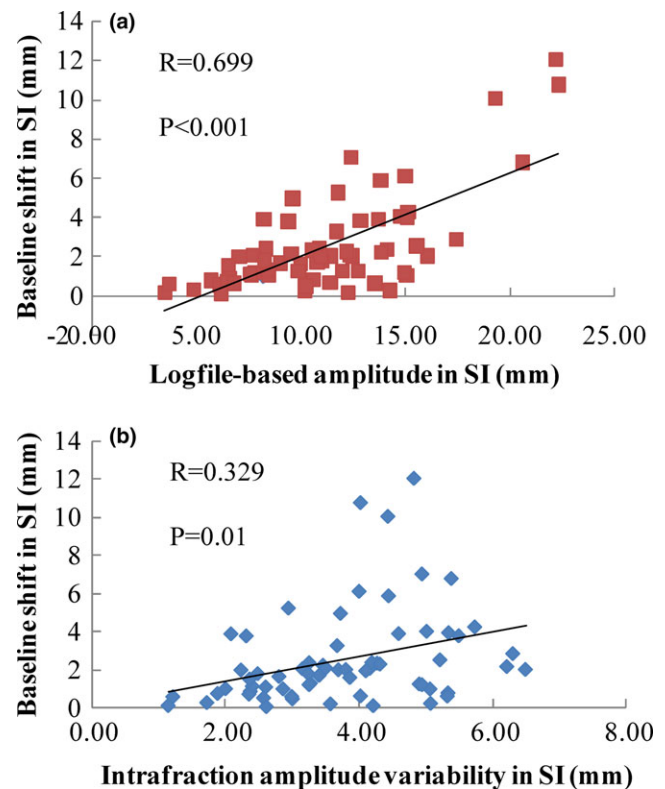 (a)
R=0.699
P<0.001
Baseline shift in SI (mm)
14
12
10
8
6
4
2
0
-20.00 5.00 10.00 15.00 20.00 25.00
Logfile-based amplitude in SI (mm)
(b)
R=0.329
P=0.01
Baseline shift in SI (mm)
14
12
10
8
6
4
2
0
0.00 2.00 4.00 6.00 8.00
Intrafraction amplitude variability in SI (mm)